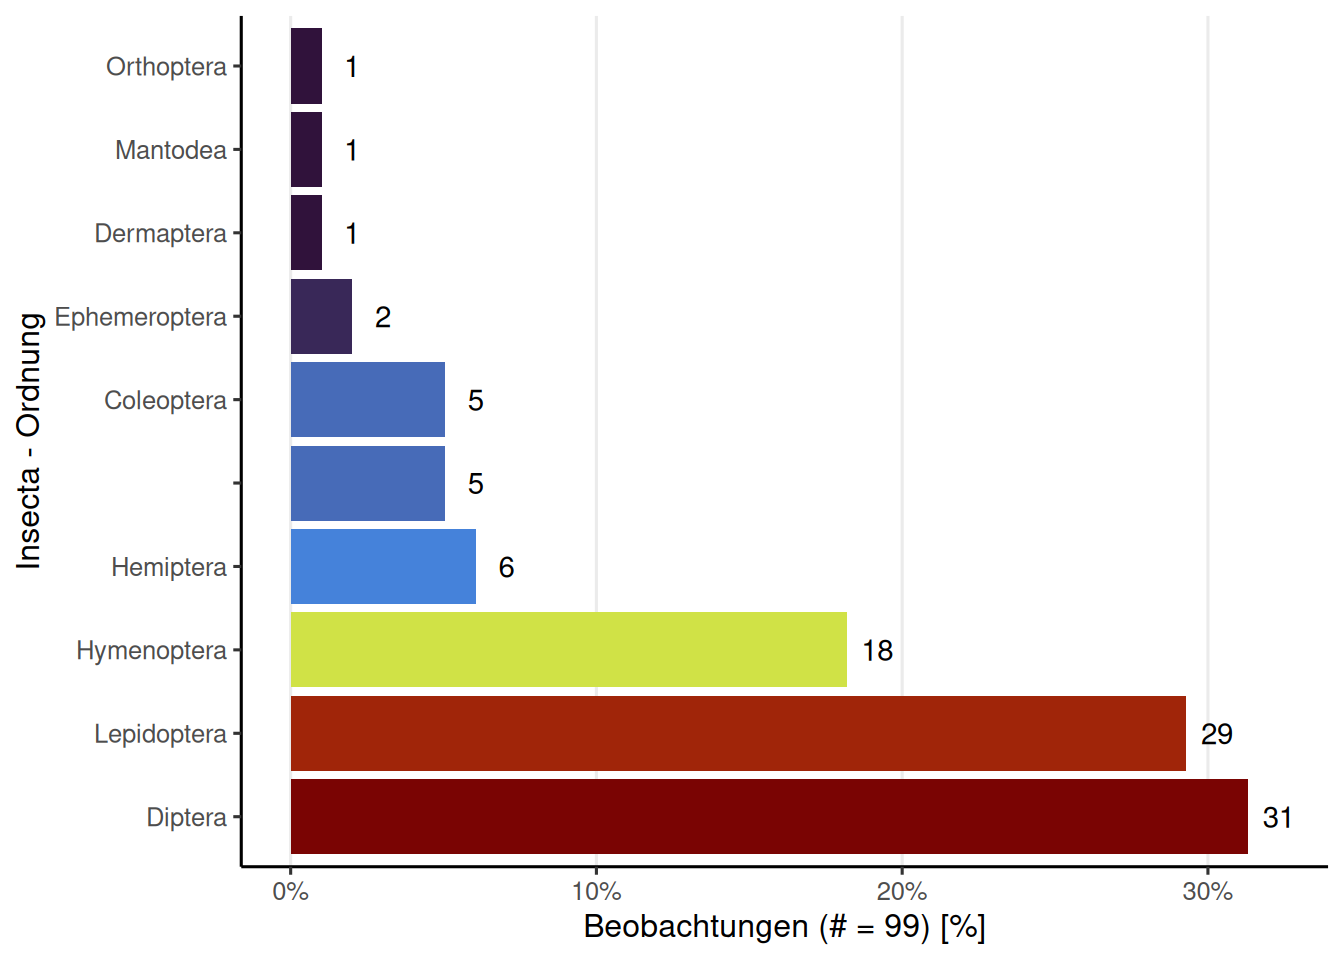 Insecta - Ordnung
Orthoptera 1
Mantodea 1
Dermaptera 1
Ephemeroptera 2
Coleoptera 5
5
Hemiptera 6
Hymenoptera 18
Lepidoptera 29
Diptera 31
0% 10% 20% 30%
Beobachtungen (# = 99) [%]